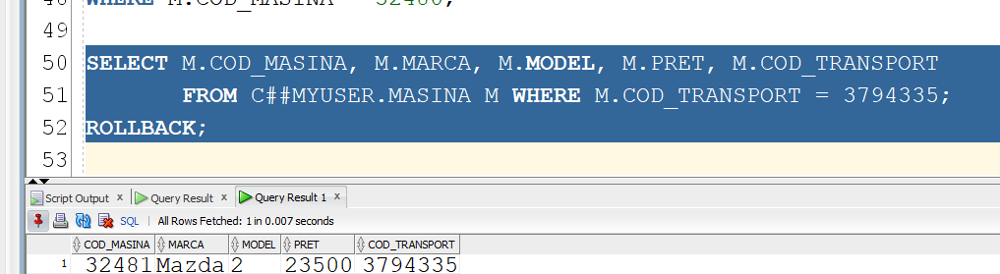 48 WHERE M.COD_MASINA = 32480;
49
50 SELECT M.COD_MASINA, M.MARCA, M.MODEL, M.PRET, M.COD_TRANSPORT
51 FROM C##MYUSER.MASINA M WHERE M.COD_TRANSPORT = 3794335;
52 ROLLBACK;
53
Script Output x Query Result x Query Result 1 x
SQL | All Rows Fetched: 1 in 0.007 seconds
COD_MASINA MARCA MODEL PRET COD_TRANSPORT
1 32481 Mazda 2 23500 3794335